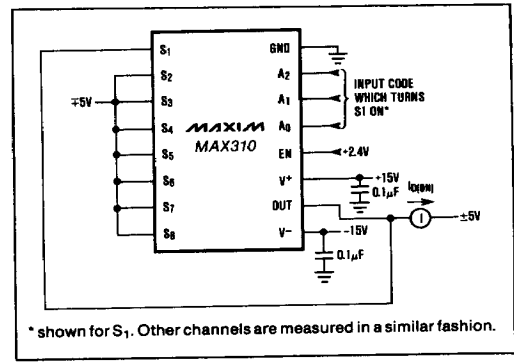 S1 GND
S2 A2
∓5V S3 A1
S4 MAXIM A0
INPUT CODE
WHICH TURNS
S1 ON*
S5 MAX310 EN +2.4V
S6 V+ +15V
0.1µF
ID(ON)
S7 OUT I ±5V
S8 V− −15V
0.1µF
* shown for S1. Other channels are measured in a similar fashion.